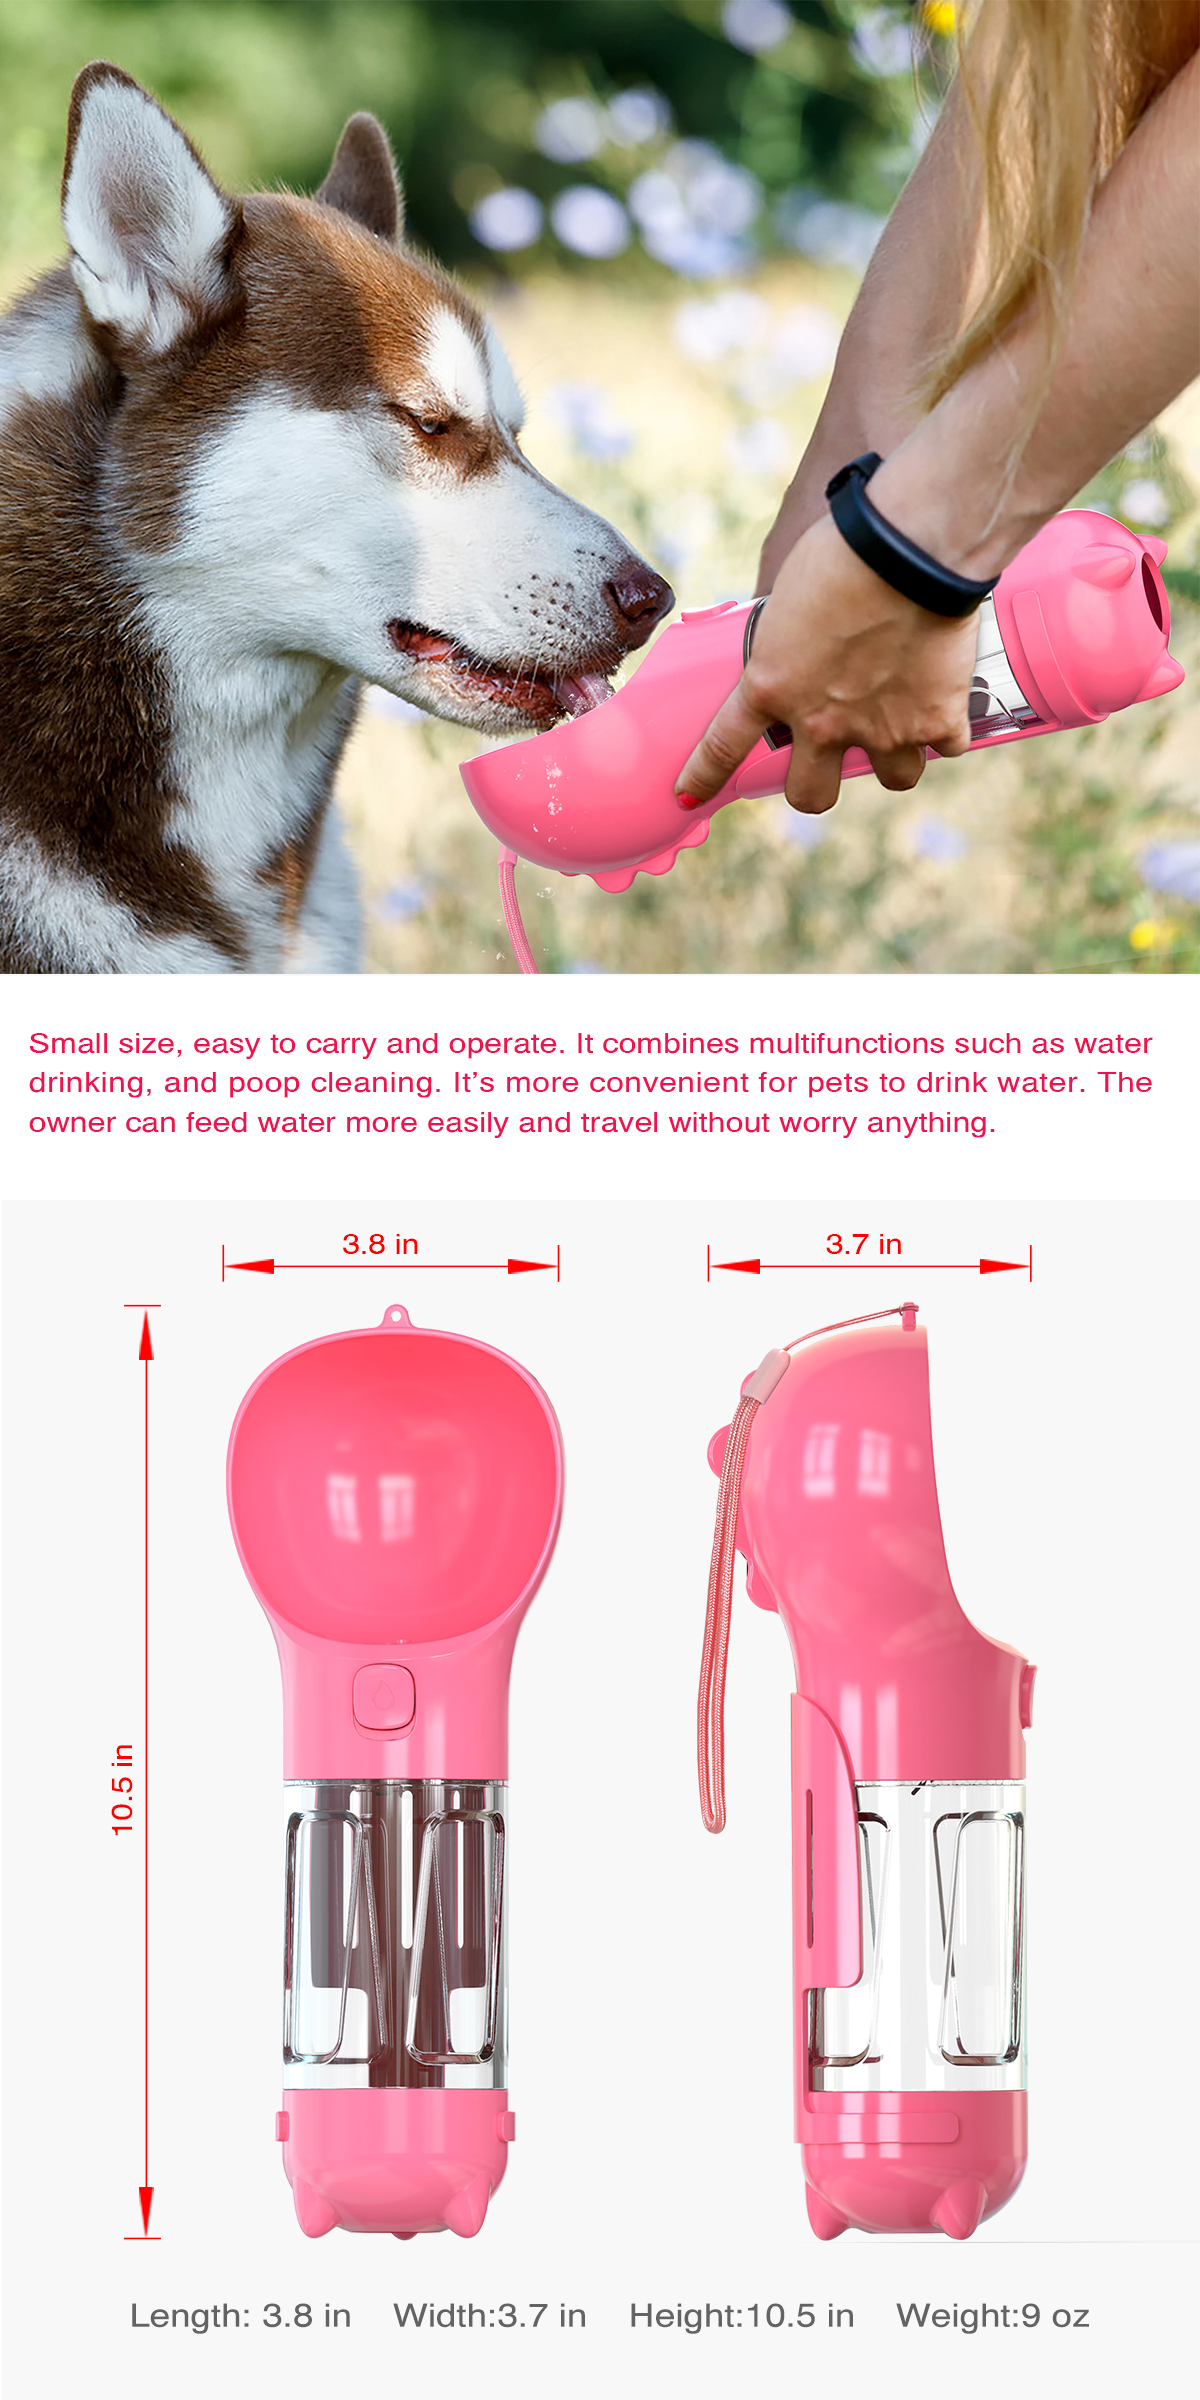 Small size, easy to carry and operate. It combines multifunctions such as water
drinking, and poop cleaning. It’s more convenient for pets to drink water. The
owner can feed water more easily and travel without worry anything.
3.8 in
3.7 in
10.5 in
Length: 3.8 in Width:3.7 in Height:10.5 in Weight:9 oz